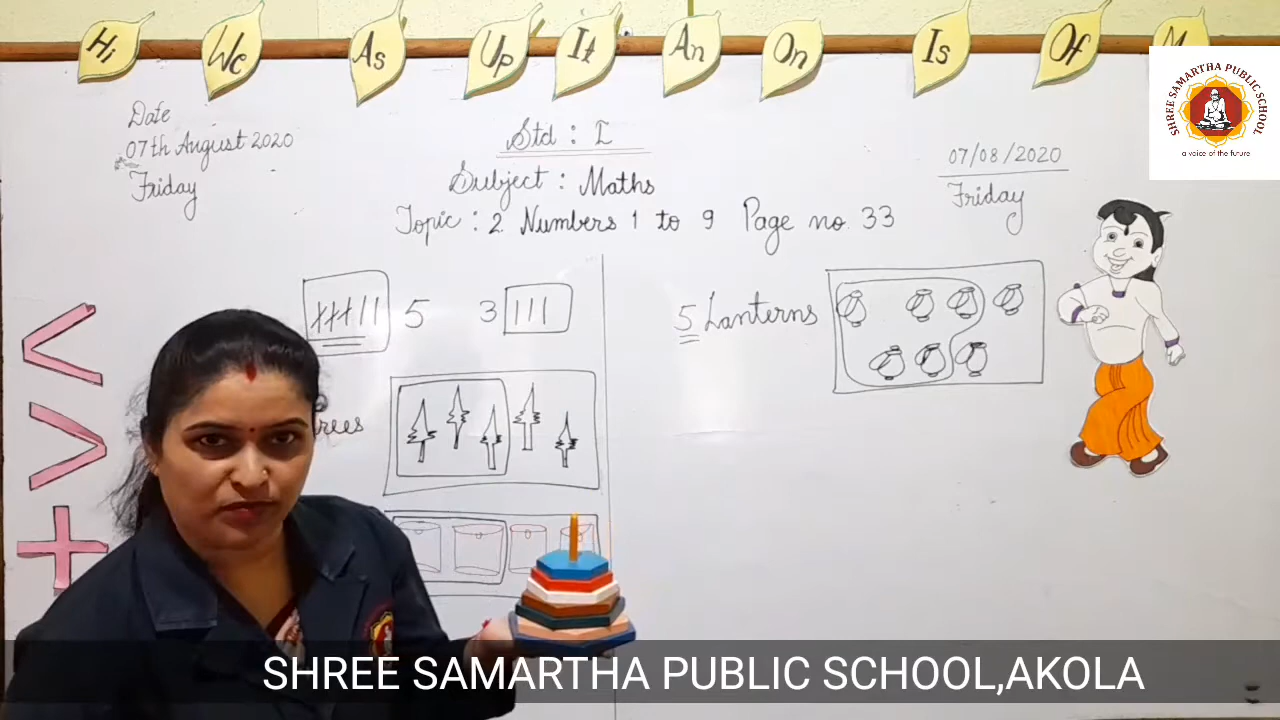 Hi We As Up It An On Is Of
SHREE SAMARTHA PUBLIC SCHOOL
a voice of the future
Date
07th August 2020
Friday
Std : I
Subject : Maths
Topic : 2 Numbers 1 to 9 Page no. 33
07/08/2020
Friday
5 3
5 Lanterns
SHREE SAMARTHA PUBLIC SCHOOL,AKOLA